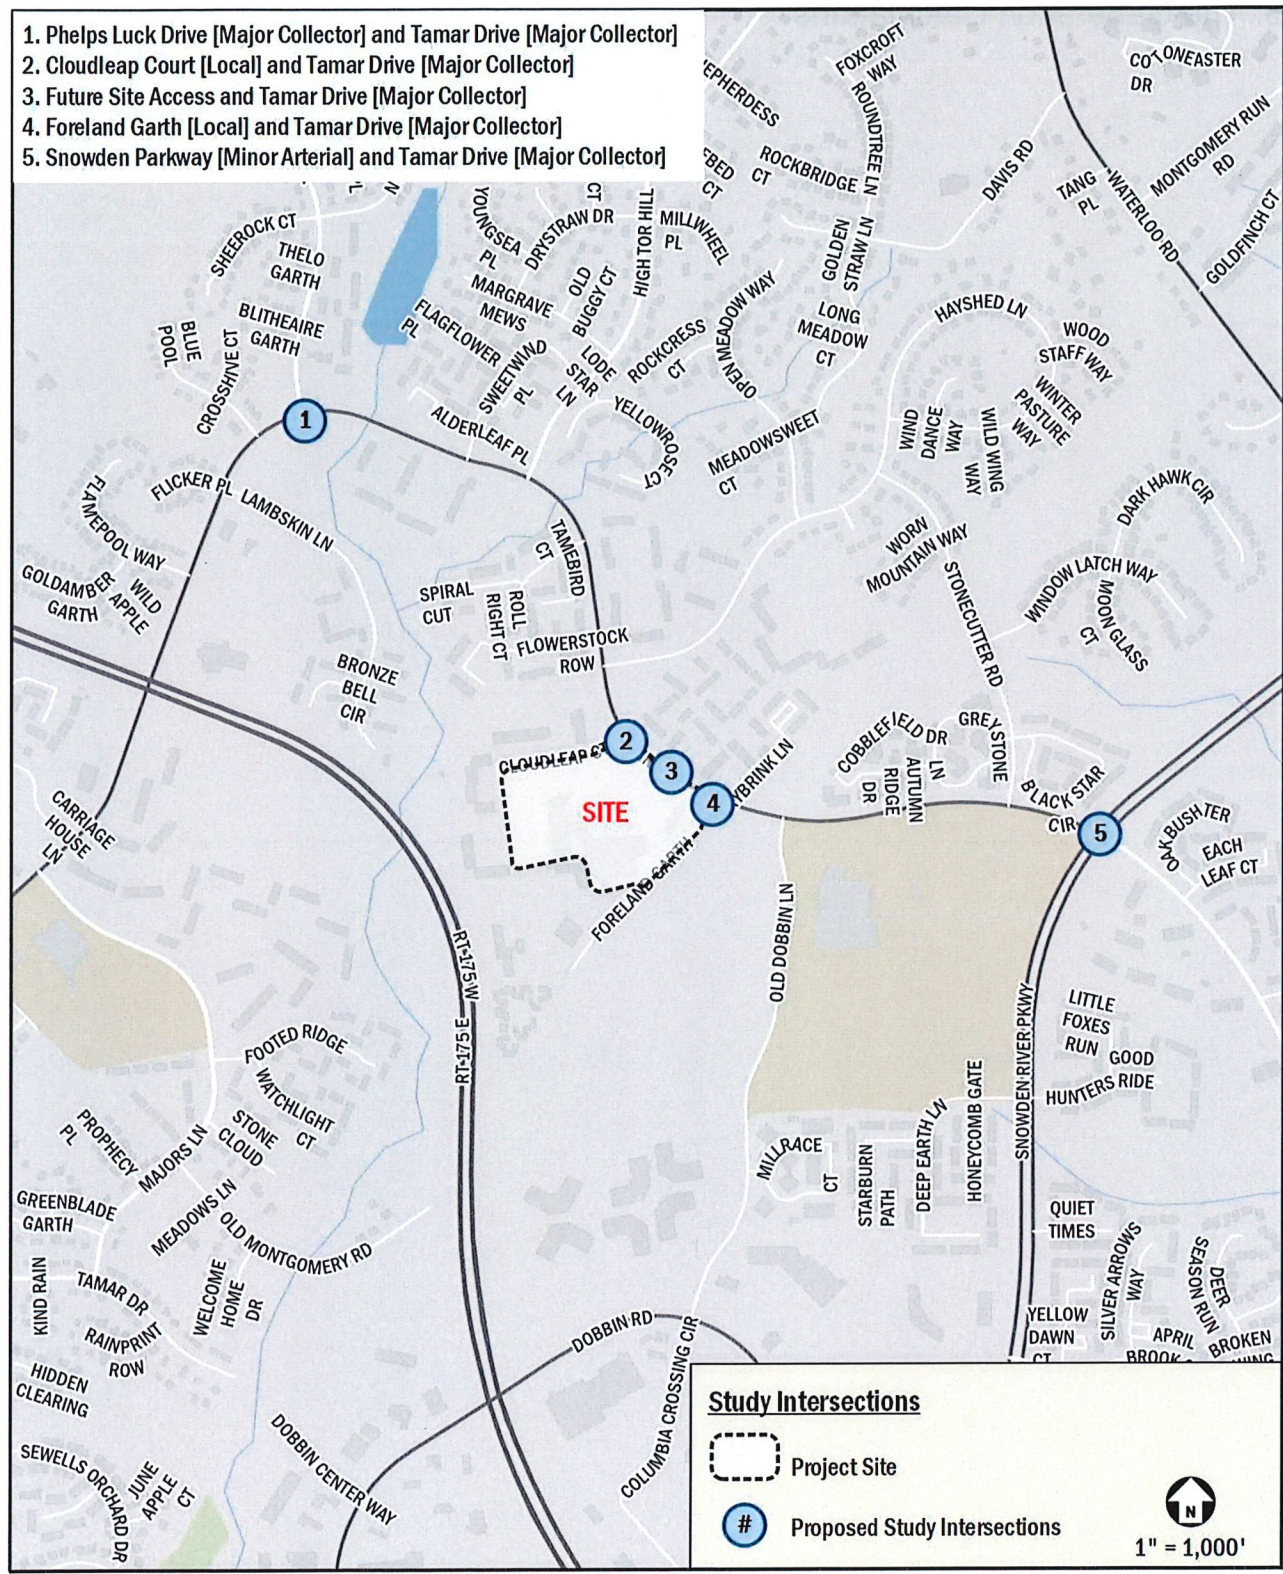 1. Phelps Luck Drive [Major Collector] and Tamar Drive [Major Collector]
2. Cloudleap Court [Local] and Tamar Drive [Major Collector]
3. Future Site Access and Tamar Drive [Major Collector]
4. Foreland Garth [Local] and Tamar Drive [Major Collector]
5. Snowden Parkway [Minor Arterial] and Tamar Drive [Major Collector]
FOXCROFT
WAY
COTONEASTER
DR
ROUNDTREE LN
ROCKBRIDGE
CT
CT
DAVIS RD
TANG
PL
WATERLOO RD
MONTGOMERY RUN
RD
GOLDFINCH CT
SHEEROCK CT
THELO
GARTH
YOUNGSEA
PL
DRYSTRAW DR
CT
HIGH TOR HILL
MILLWHEEL
PL
GOLDEN
STRAW LN
BLITHEAIRE
GARTH
BLUE
POOL
CROSSHIVE CT
MARGRAVE
MEWS
OLD
BUGGY CT
FLAGFLOWER
PL
SWEETWIND
PL
LODE
STAR
LN
ROCKCRESS
CT
OPEN MEADOW WAY
LONG
MEADOW
CT
HAYSHED LN
WOOD
STAFF WAY
WINTER
PASTURE
WAY
WIND
DANCE
WAY
WILD WING
WAY
1
ALDERLEAF PL
YELLOWROSE CT
MEADOWSWEET
CT
FLICKER PL
LAMBSKIN LN
FLAMEPOOL WAY
GOLDAMBER
GARTH
WILD
APPLE
TAMEBIRD
CT
WORN
MOUNTAIN WAY
DARK HAWK CIR
WINDOW LATCH WAY
MOON GLASS
CT
STONECUTTER RD
SPIRAL
CUT
ROLL
RIGHT CT
FLOWERSTOCK
ROW
BRONZE
BELL
CIR
CLOUDLEAP CT
2
3
4
SITE
FORELAND GARTH
COBBLEFIELD DR
GREYSTONE
LN
AUTUMN
RIDGE
DR
BLACK STAR
CIR
5
OAKBUSH TER
EACH
LEAF CT
CARRIAGE
HOUSE
LN
OLD DOBBIN LN
RT-175 W
RT-175 E
SNOWDEN RIVER PKWY
LITTLE
FOXES
RUN
GOOD
HUNTERS RIDE
FOOTED RIDGE
WATCHLIGHT
CT
STONE
CLOUD
PROPHECY
PL
MAJORS LN
MEADOWS LN
OLD MONTGOMERY RD
GREENBLADE
GARTH
MILLRACE
CT
STARBURN
PATH
DEEP EARTH LN
HONEYCOMB GATE
QUIET
TIMES
SILVER ARROWS
WAY
DEER
SEASON RUN
YELLOW
DAWN
CT
APRIL
BROOK
BROKEN
WING
KIND RAIN
TAMAR DR
RAINPRINT
ROW
WELCOME
HOME
DR
HIDDEN
CLEARING
DOBBIN RD
COLUMBIA CROSSING CIR
DOBBIN CENTER WAY
SEWELLS ORCHARD DR
JUNE
APPLE
CT
Study Intersections
Project Site
# Proposed Study Intersections
N
1" = 1,000'